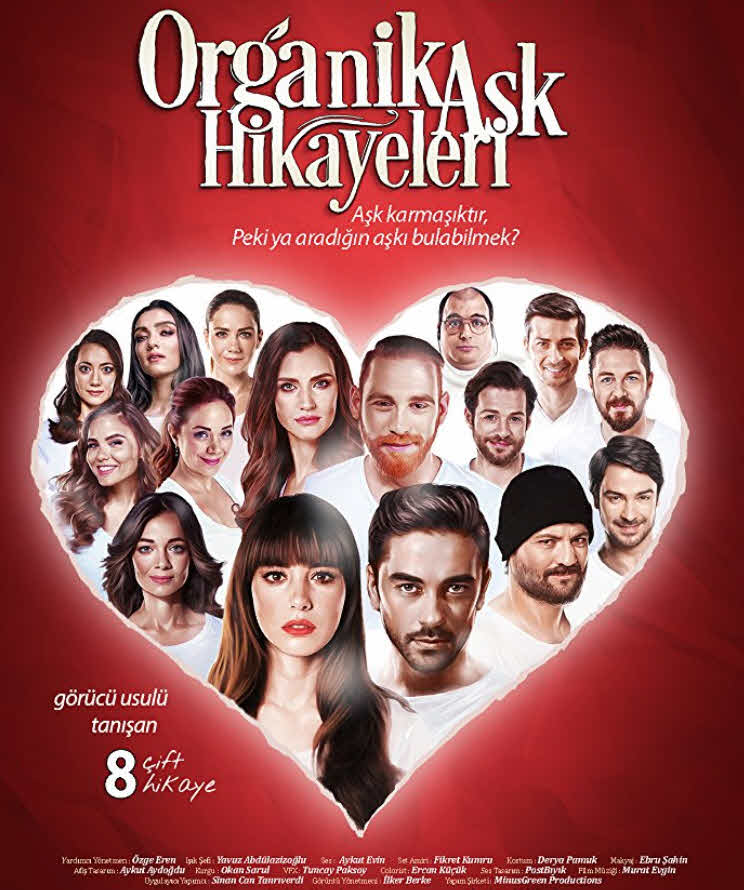 Organik Aşk
Hikayeleri
Aşk karmaşıktır,
Peki ya aradığın aşkı bulabilmek?
görücü usulü
tanışan
8 çift
hikaye
Yardımcı Yönetmen : Özge Eren Işık Şefi : Yavuz Abdülazizoğlu Ses : Aykut Evin Set Amiri : Fikret Kumru Kostüm : Derya Pamuk Makyaj : Ebru Şahin
Afiş Tasarım : Aykut Aydoğdu Kurgu : Okan Sarul VFX: Tuncay Paksoy Colorist : Ercan Küçük Ses Tasarım : PostBıyık Film Müziği : Murat Evgin
Uygulayıcı Yapımcı : Sinan Can Tanrıverdi Görüntü Yönetmeni : İlker Berke Yapım Şirketi : MinusGreen Productions